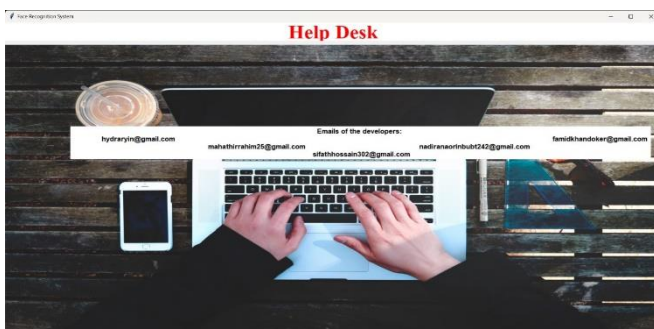 Face Recognition System
Help Desk
Emails of the developers:
hydraryin@gmail.com
famidkhandoker@gmail.com
mahathirrahim25@gmail.com
nadiranaorinbubt242@gmail.com
sifathhossain302@gmail.com